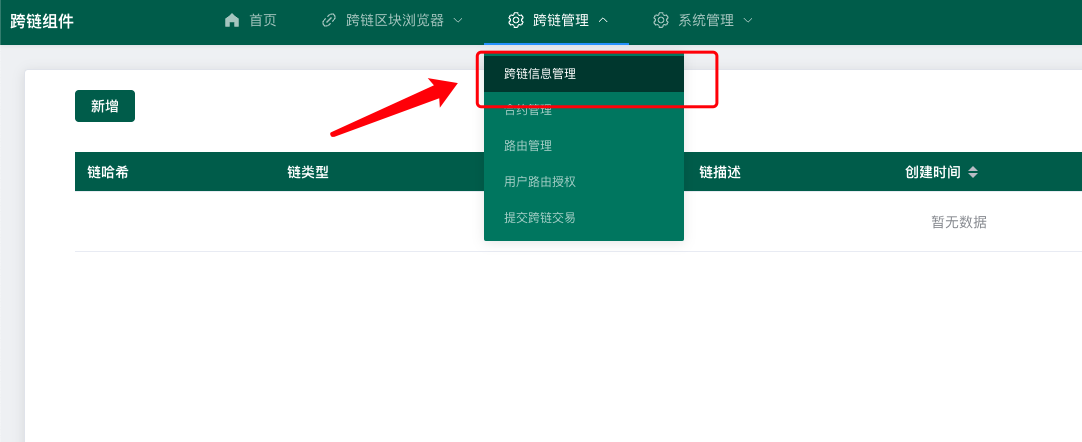 跨链组件 首页 跨链区块浏览器 跨链管理 系统管理
跨链信息管理
新增
合约管理
路由管理
链哈希 链类型 链描述 创建时间
用户路由授权
提交跨链交易
暂无数据